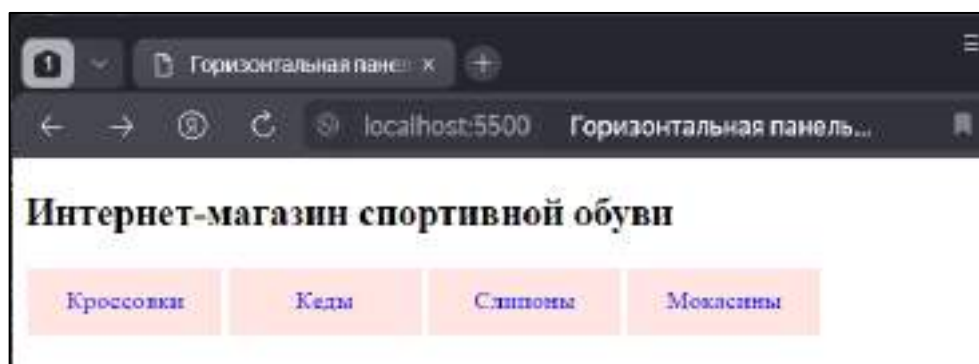 1 Горизонтальная пане
localhost:5500 Горизонтальная панель...
Интернет-магазин спортивной обуви
Кроссовки Кеды Слипоны Мокасины